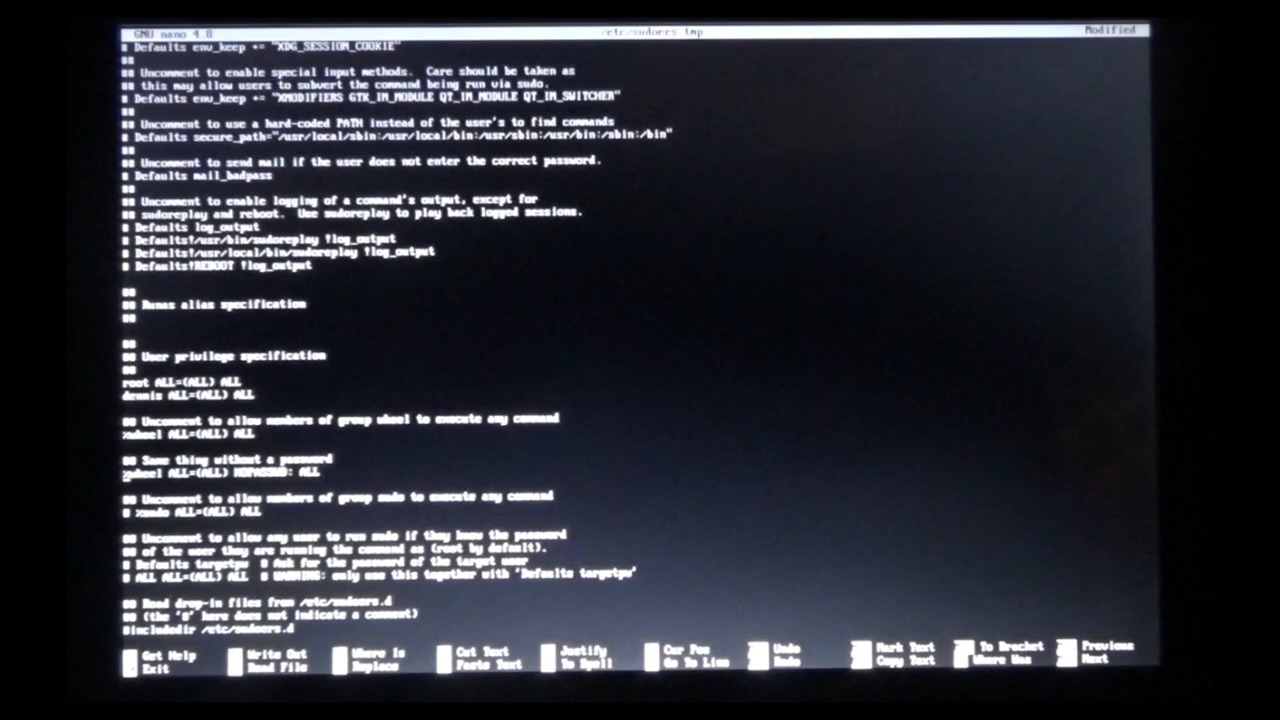 GNU nano 4.8 /etc/sudoers.tmp Modified
# Defaults env_keep += "XDG_SESSION_COOKIE"
##
## Uncomment to enable special input methods. Care should be taken as
## this may allow users to subvert the command being run via sudo.
# Defaults env_keep += "XMODIFIERS GTK_IM_MODULE QT_IM_MODULE QT_IM_SWITCHER"
##
## Uncomment to use a hard-coded PATH instead of the user's to find commands
# Defaults secure_path="/usr/local/sbin:/usr/local/bin:/usr/sbin:/usr/bin:/sbin:/bin"
##
## Uncomment to send mail if the user does not enter the correct password.
# Defaults mail_badpass
##
## Uncomment to enable logging of a command's output, except for
## sudoreplay and reboot. Use sudoreplay to play back logged sessions.
# Defaults log_output
# Defaults!/usr/bin/sudoreplay !log_output
# Defaults!/usr/local/bin/sudoreplay !log_output
# Defaults!REBOOT !log_output
##
## Runas alias specification
##
##
## User privilege specification
##
root ALL=(ALL) ALL
dennis ALL=(ALL) ALL
## Uncomment to allow members of group wheel to execute any command
%wheel ALL=(ALL) ALL
## Same thing without a password
%wheel ALL=(ALL) NOPASSWD: ALL
## Uncomment to allow members of group sudo to execute any command
# %sudo ALL=(ALL) ALL
## Uncomment to allow any user to run sudo if they know the password
## of the user they are running the command as (root by default).
# Defaults targetpw # Ask for the password of the target user
# ALL ALL=(ALL) ALL # WARNING: only use this together with 'Defaults targetpw'
## Read drop-in files from /etc/sudoers.d
## (the '@' here does not indicate a comment)
@includedir /etc/sudoers.d
Get Help Write Out Where Is Cut Text Justify Cur Pos Undo Mark Text To Bracket Previous
Exit Read File Replace Paste Text To Spell Go To Line Redo Copy Text Where Was Next